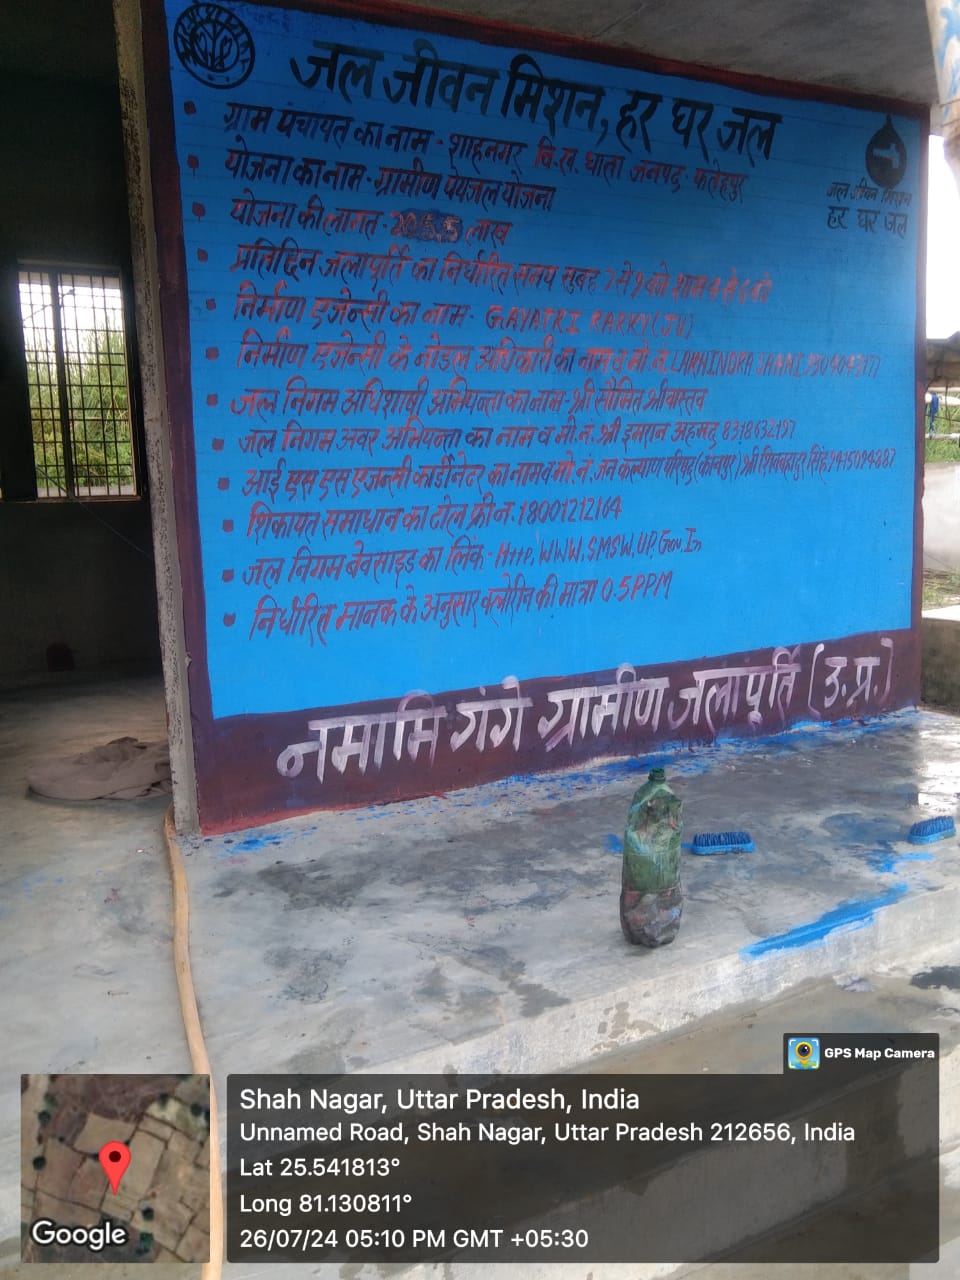 जल जीवन मिशन, हर घर जल
ग्राम पंचायत का नाम - शाहनगर वि.ख. धाता जनपद - फतेहपुर
योजना का नाम - ग्रामीण पेयजल योजना
योजना की लागत - लाख
प्रतिदिन जलापूर्ति का निर्धारित समय सुबह 7 से 9 बजे शाम 4 से 6 बजे
निर्माण एजेन्सी का नाम - GAYATRI RARKY (JV)
निर्माण एजेन्सी के नोडल अधिकारी का नाम व मो.न.
जल निगम अधिशाषी अभियन्ता का नाम - श्री सौमित श्रीवास्तव
जल निगम अवर अभियन्ता का नाम व मो.नं. श्री इमरान अहमद
आई एस एस एजेन्सी कार्डीनेटर का नाम व मो.नं. जन कल्याण परिषद (कानपुर)
शिकायत समाधान का टोल फ्री न. 18001212164
जल निगम बेवसाइड का लिंक - Http, WWW, SMSW, UP, Gov, In
निर्धारित मानक के अनुसार क्लोरिन की मात्रा 0.5PPM
जल जीवन मिशन
हर घर जल
नमामि गंगे ग्रामीण जलापूर्ति (उ.प्र.)
GPS Map Camera
Shah Nagar, Uttar Pradesh, India
Unnamed Road, Shah Nagar, Uttar Pradesh 212656, India
Lat 25.541813°
Long 81.130811°
26/07/24 05:10 PM GMT +05:30
Google